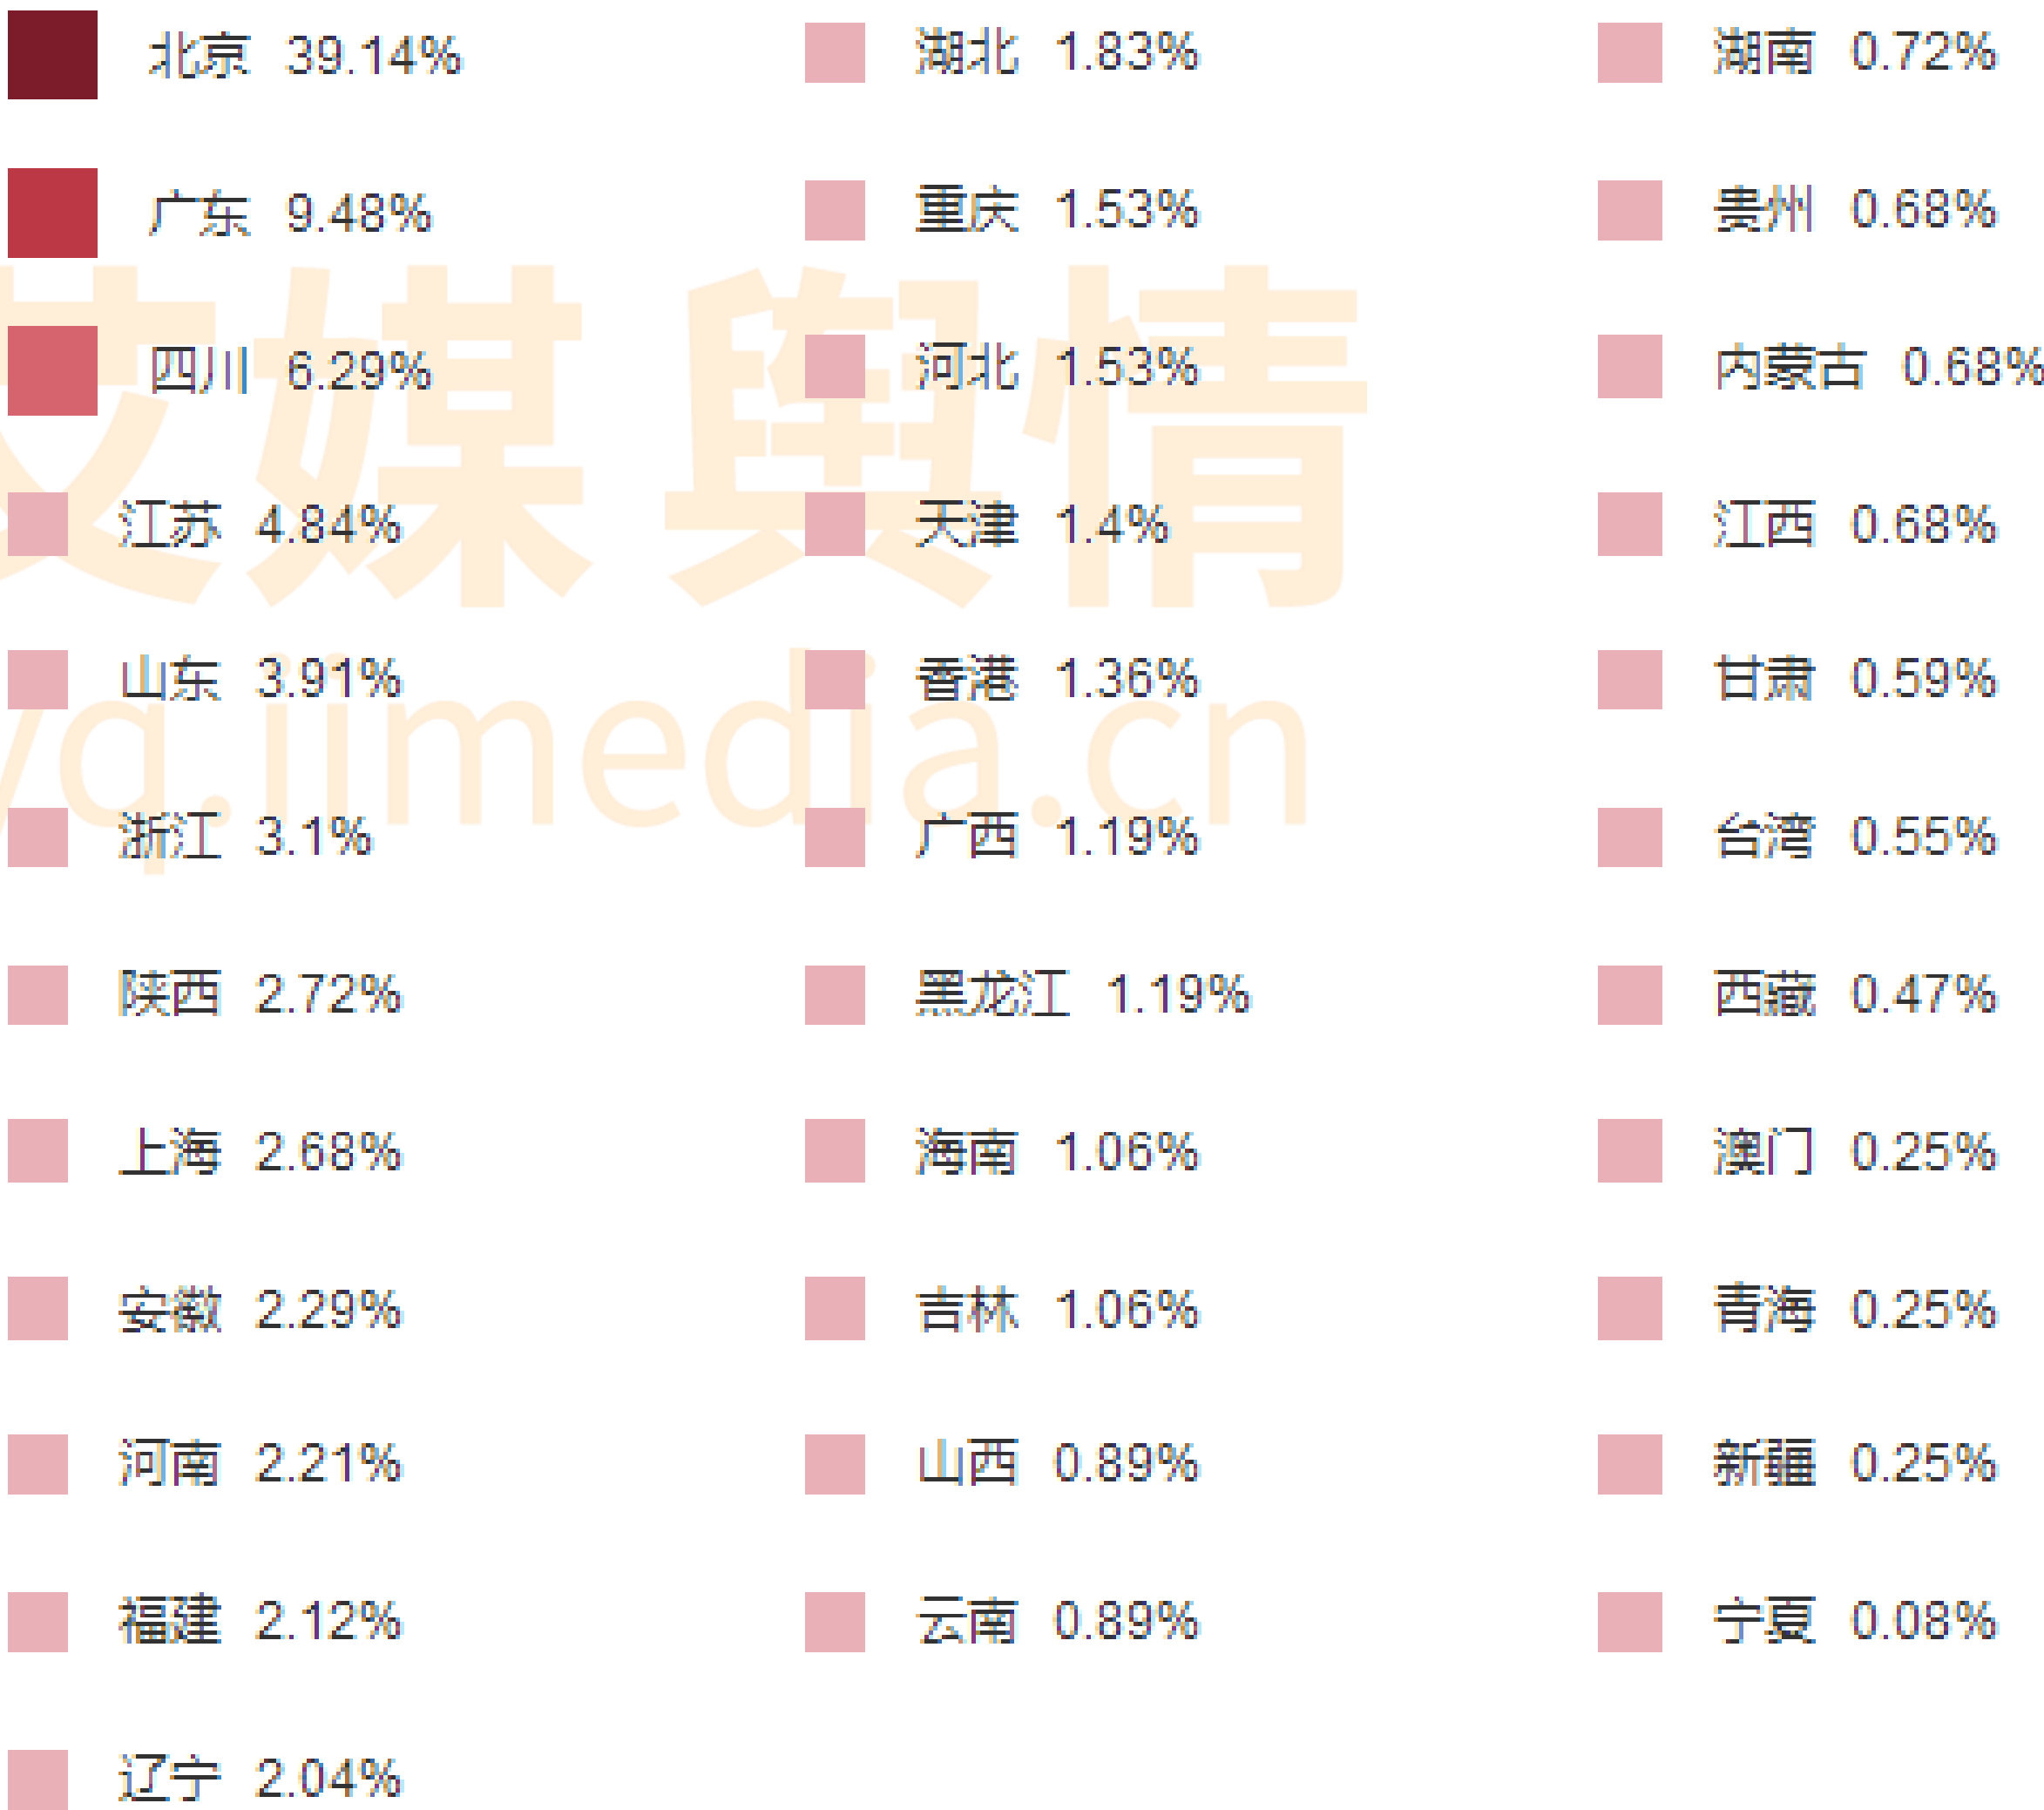 北京 39.14%
广东 9.48%
四川 6.29%
江苏 4.84%
山东 3.91%
浙江 3.1%
陕西 2.72%
上海 2.68%
安徽 2.29%
河南 2.21%
福建 2.12%
辽宁 2.04%
湖北 1.83%
重庆 1.53%
河北 1.53%
天津 1.4%
香港 1.36%
广西 1.19%
黑龙江 1.19%
海南 1.06%
吉林 1.06%
山西 0.89%
云南 0.89%
湖南 0.72%
贵州 0.68%
内蒙古 0.68%
江西 0.68%
甘肃 0.59%
台湾 0.55%
西藏 0.47%
澳门 0.25%
青海 0.25%
新疆 0.25%
宁夏 0.08%
艾媒舆情
yq.iimedia.cn